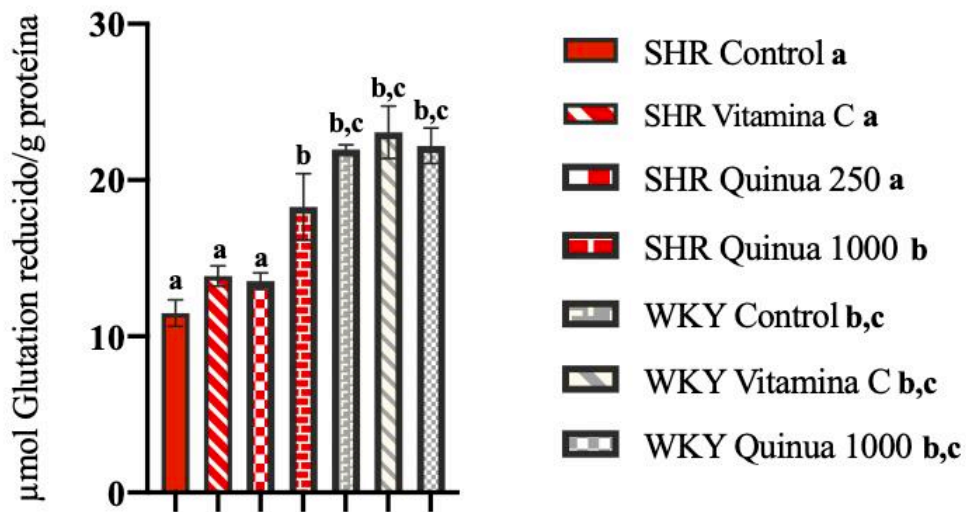 µmol Glutation reducido/g proteína
30
20
10
0
a
a
a
b
b,c
b,c
b,c
SHR Control a
SHR Vitamina C a
SHR Quinua 250 a
SHR Quinua 1000 b
WKY Control b,c
WKY Vitamina C b,c
WKY Quinua 1000 b,c